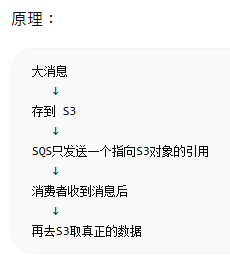 原理：
大消息
↓
存到 S3
↓
SQS只发送一个指向S3对象的引用
↓
消费者收到消息后
↓
再去S3取真正的数据